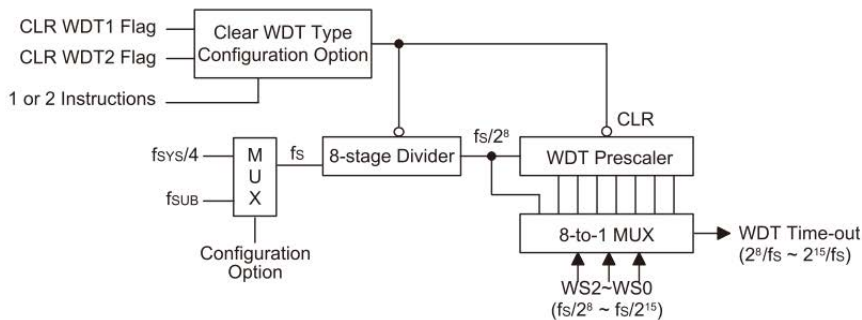 CLR WDT1 Flag
CLR WDT2 Flag
1 or 2 Instructions
Clear WDT Type
Configuration Option
CLR
fSYS/4
fSUB
M
U
X
fS
8-stage Divider
fS/2⁸
WDT Prescaler
Configuration
Option
8-to-1 MUX
WDT Time-out
(2⁸/fS ~ 2¹⁵/fS)
WS2~WS0
(fS/2⁸ ~ fS/2¹⁵)